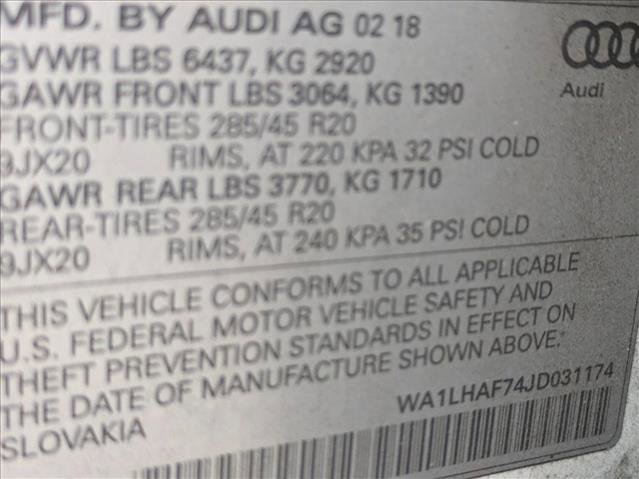 MFD. BY AUDI AG 02 18
Audi
GVWR LBS 6437, KG 2920
GAWR FRONT LBS 3064, KG 1390
FRONT-TIRES 285/45 R20
9JX20 RIMS, AT 220 KPA 32 PSI COLD
GAWR REAR LBS 3770, KG 1710
REAR-TIRES 285/45 R20
9JX20 RIMS, AT 240 KPA 35 PSI COLD
THIS VEHICLE CONFORMS TO ALL APPLICABLE
U.S. FEDERAL MOTOR VEHICLE SAFETY AND
THEFT PREVENTION STANDARDS IN EFFECT ON
THE DATE OF MANUFACTURE SHOWN ABOVE.
WA1LHAF74JD031174
SLOVAKIA